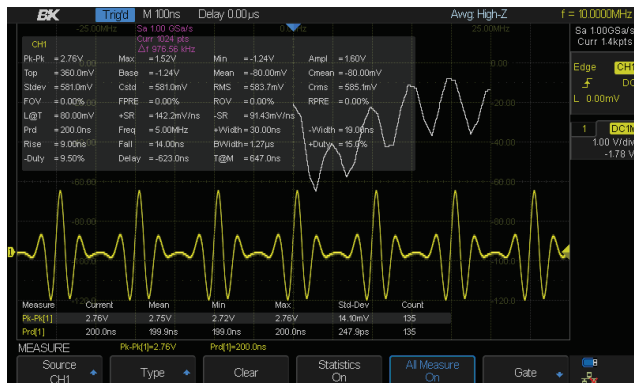 BK Trig'd M 100ns Delay 0.00µs Awg: High-Z f = 10.0000MHz
-25.00MHz Sa 1.00 GSa/s 25.00MHz Sa 1.00GSa/s
Curr 1024 pts Curr 1.4kpts
CH1 Δ1 976.56 kHz
Pk-Pk =2.76V Max =1.52V Min =-1.24V Ampl =1.60V
Top =360.0mV Base =-1.24V Mean =-80.00mV Cmean =-80.00mV
Edge CH1
Stdev =581.0mV Cstd =581.0mV RMS =583.7mV Crms =585.1mV
DC
FOV =0.00% FPRE =0.00% ROV =0.00% RPRE =0.00% -20.00
L 0.00mV
L@T =80.00mV +SR =142.2mV/ns -SR =91.43mV/ns
Prd =200.0ns Freq =5.00MHz +Width =30.00ns -Width =19.00ns
1 DC1M
Rise =9.00ns Fall =14.00ns BWidth=1.27µs +Duty =15.0% -40.00
1.00 V/div
-Duty =9.50% Delay =-623.0ns T@M =647.0ns
-1.78 V
-60.00 -60.00
-80.00 -80.00
1
-100.0 -100.0
-120.0
Measure Current Mean Min Max Std-Dev Count
Pk-Pk[1] 2.76V 2.75V 2.72V 2.76V 14.10mV 135
Prd[1] 200.0ns 199.9ns 199.0ns 200.0ns 247.9ps 135
MEASURE Pk-Pk[1]=2.76V Prd[1]=200.0ns
Source Type Clear Statistics All Measure Gate
CH1 On On